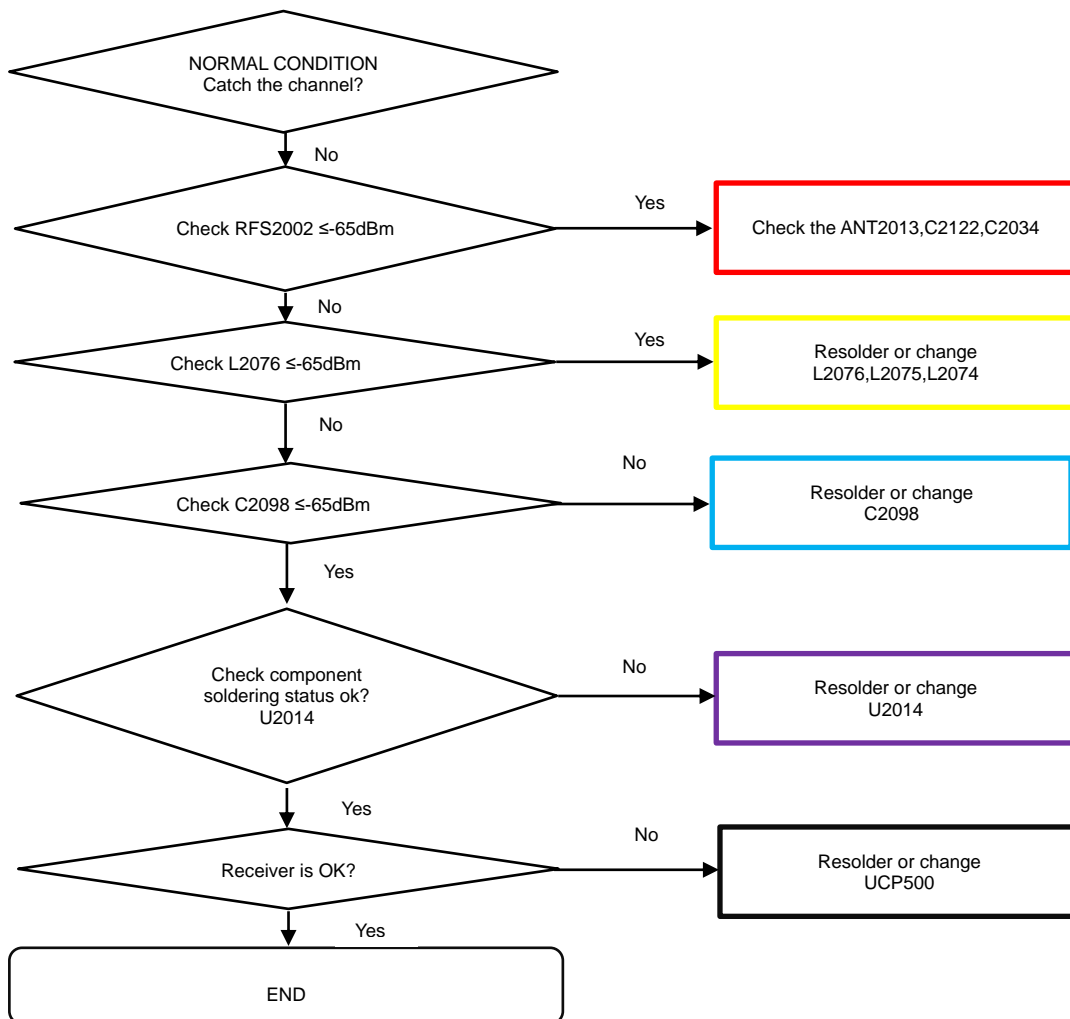 NORMAL CONDITION
Catch the channel?
No
Check RFS2002 ≤-65dBm
Yes
Check the ANT2013,C2122,C2034
No
Check L2076 ≤-65dBm
Yes
Resolder or change
L2076,L2075,L2074
No
Check C2098 ≤-65dBm
No
Resolder or change
C2098
Yes
Check component
soldering status ok?
U2014
No
Resolder or change
U2014
Yes
Receiver is OK?
No
Resolder or change
UCP500
Yes
END